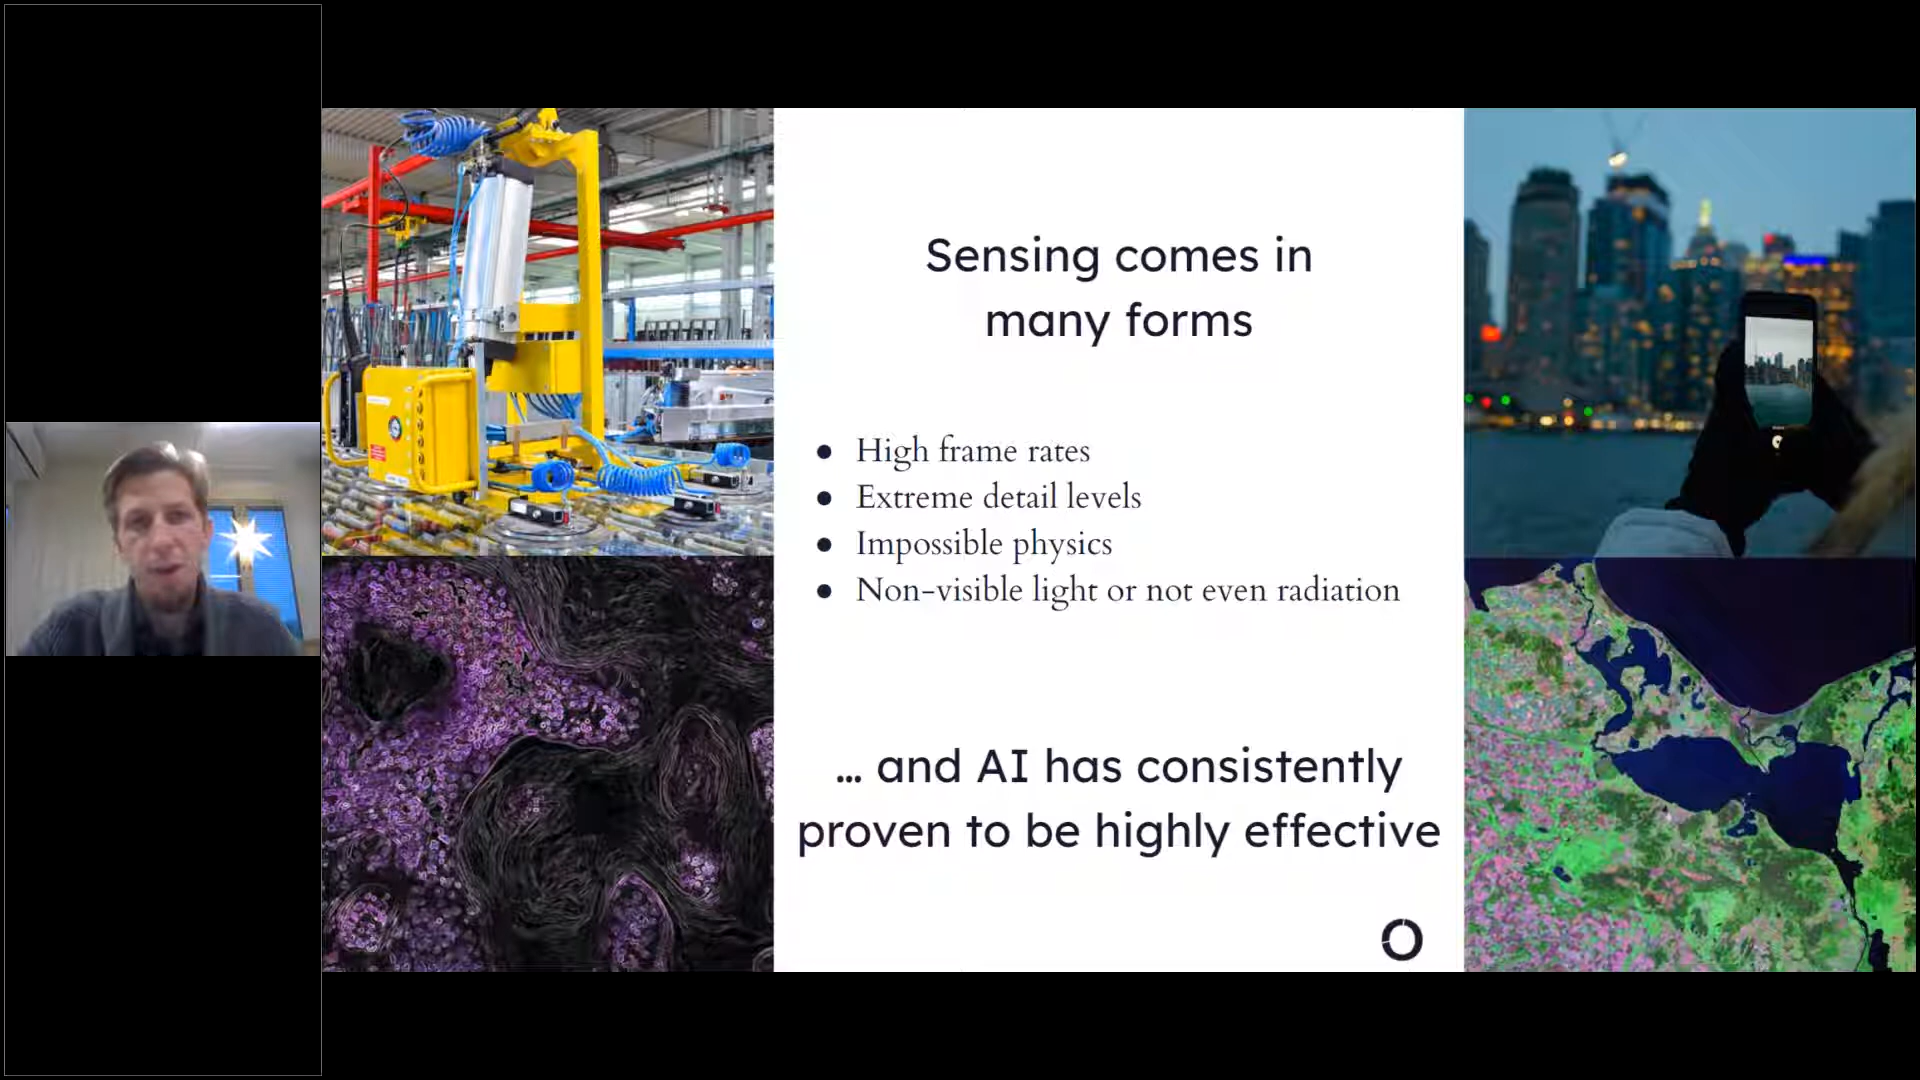 Sensing comes in
many forms
● High frame rates
● Extreme detail levels
● Impossible physics
● Non-visible light or not even radiation
... and AI has consistently
proven to be highly effective